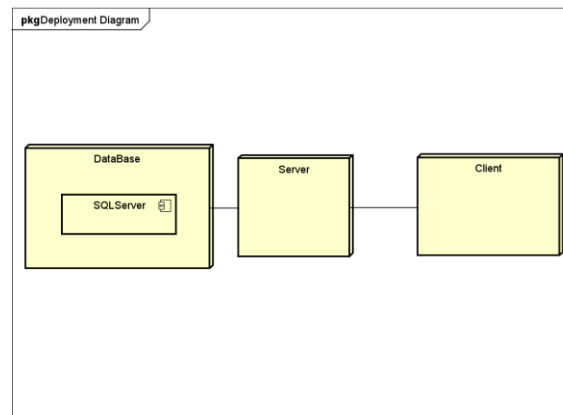 pkgDeployment Diagram
DataBase
SQLServer
Server
Client